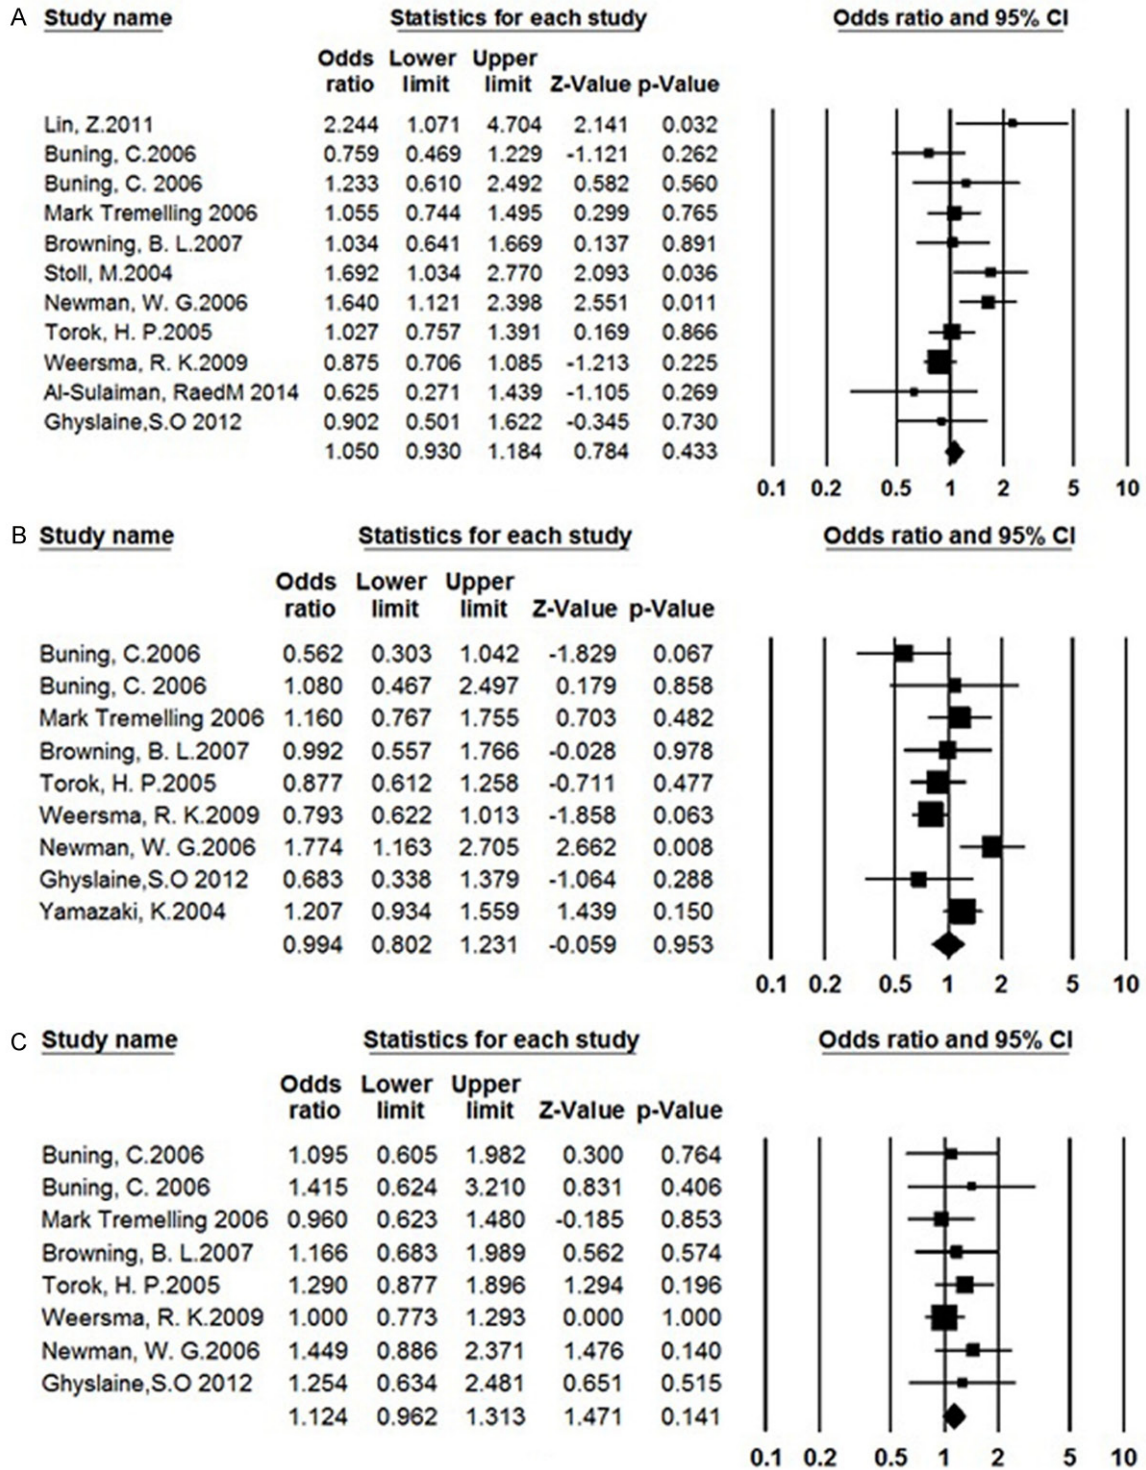 A Study name Statistics for each study Odds ratio and 95% CI
Odds Lower Upper
ratio limit limit Z-Value p-Value
Lin, Z.2011 2.244 1.071 4.704 2.141 0.032
Buning, C.2006 0.759 0.469 1.229 -1.121 0.262
Buning, C. 2006 1.233 0.610 2.492 0.582 0.560
Mark Tremelling 2006 1.055 0.744 1.495 0.299 0.765
Browning, B. L.2007 1.034 0.641 1.669 0.137 0.891
Stoll, M.2004 1.692 1.034 2.770 2.093 0.036
Newman, W. G.2006 1.640 1.121 2.398 2.551 0.011
Torok, H. P.2005 1.027 0.757 1.391 0.169 0.866
Weersma, R. K.2009 0.875 0.706 1.085 -1.213 0.225
Al-Sulaiman, RaedM 2014 0.625 0.271 1.439 -1.105 0.269
Ghyslaine,S.O 2012 0.902 0.501 1.622 -0.345 0.730
1.050 0.930 1.184 0.784 0.433
0.1 0.2 0.5 1 2 5 10
B Study name Statistics for each study Odds ratio and 95% CI
Odds Lower Upper
ratio limit limit Z-Value p-Value
Buning, C.2006 0.562 0.303 1.042 -1.829 0.067
Buning, C. 2006 1.080 0.467 2.497 0.179 0.858
Mark Tremelling 2006 1.160 0.767 1.755 0.703 0.482
Browning, B. L.2007 0.992 0.557 1.766 -0.028 0.978
Torok, H. P.2005 0.877 0.612 1.258 -0.711 0.477
Weersma, R. K.2009 0.793 0.622 1.013 -1.858 0.063
Newman, W. G.2006 1.774 1.163 2.705 2.662 0.008
Ghyslaine,S.O 2012 0.683 0.338 1.379 -1.064 0.288
Yamazaki, K.2004 1.207 0.934 1.559 1.439 0.150
0.994 0.802 1.231 -0.059 0.953
0.1 0.2 0.5 1 2 5 10
C Study name Statistics for each study Odds ratio and 95% CI
Odds Lower Upper
ratio limit limit Z-Value p-Value
Buning, C.2006 1.095 0.605 1.982 0.300 0.764
Buning, C. 2006 1.415 0.624 3.210 0.831 0.406
Mark Tremelling 2006 0.960 0.623 1.480 -0.185 0.853
Browning, B. L.2007 1.166 0.683 1.989 0.562 0.574
Torok, H. P.2005 1.290 0.877 1.896 1.294 0.196
Weersma, R. K.2009 1.000 0.773 1.293 0.000 1.000
Newman, W. G.2006 1.449 0.886 2.371 1.476 0.140
Ghyslaine,S.O 2012 1.254 0.634 2.481 0.651 0.515
1.124 0.962 1.313 1.471 0.141
0.1 0.2 0.5 1 2 5 10